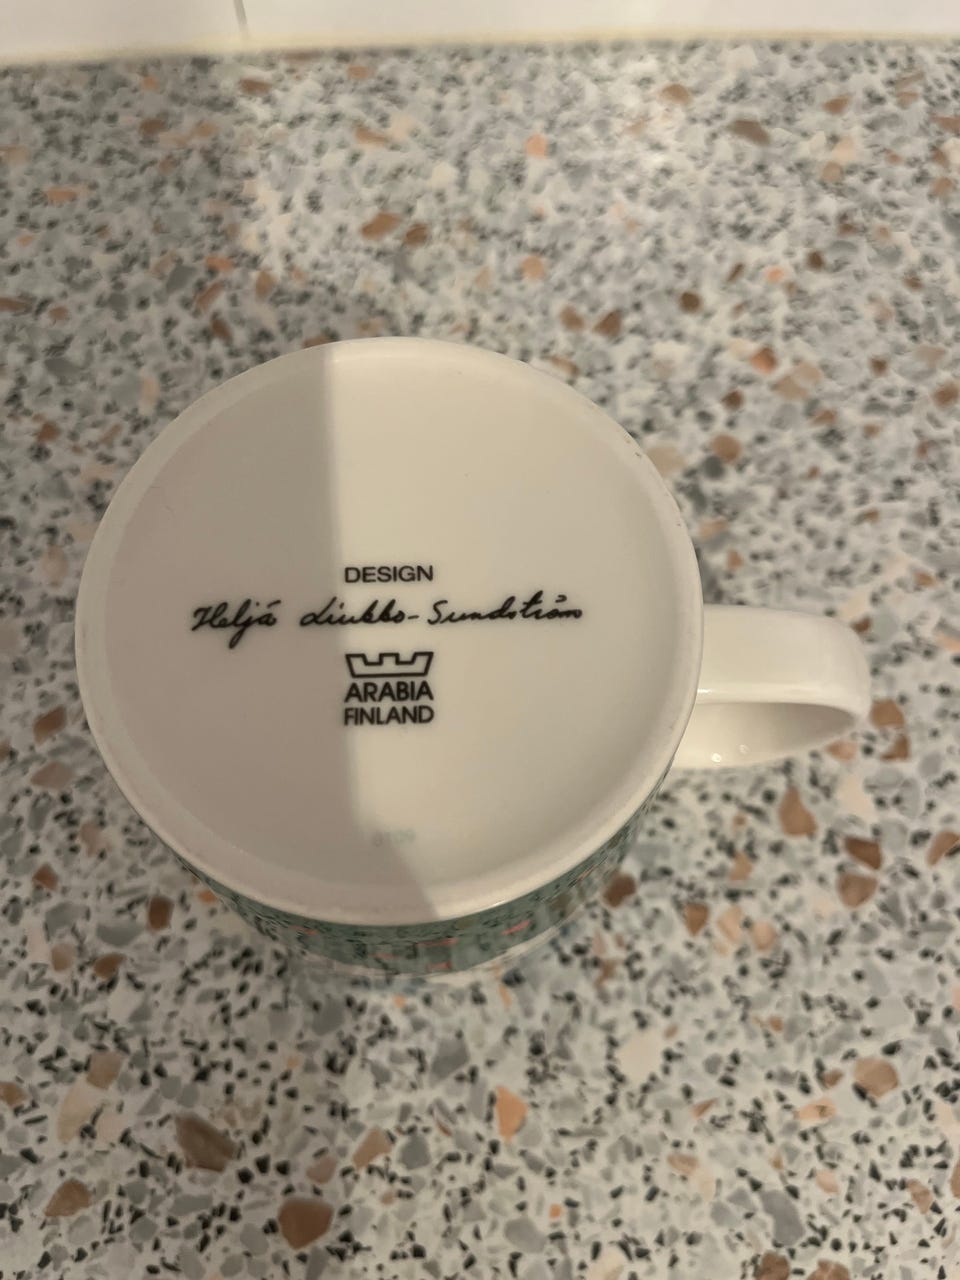 DESIGN
Heljä Liukko-Sundström
ARABIA
FINLAND